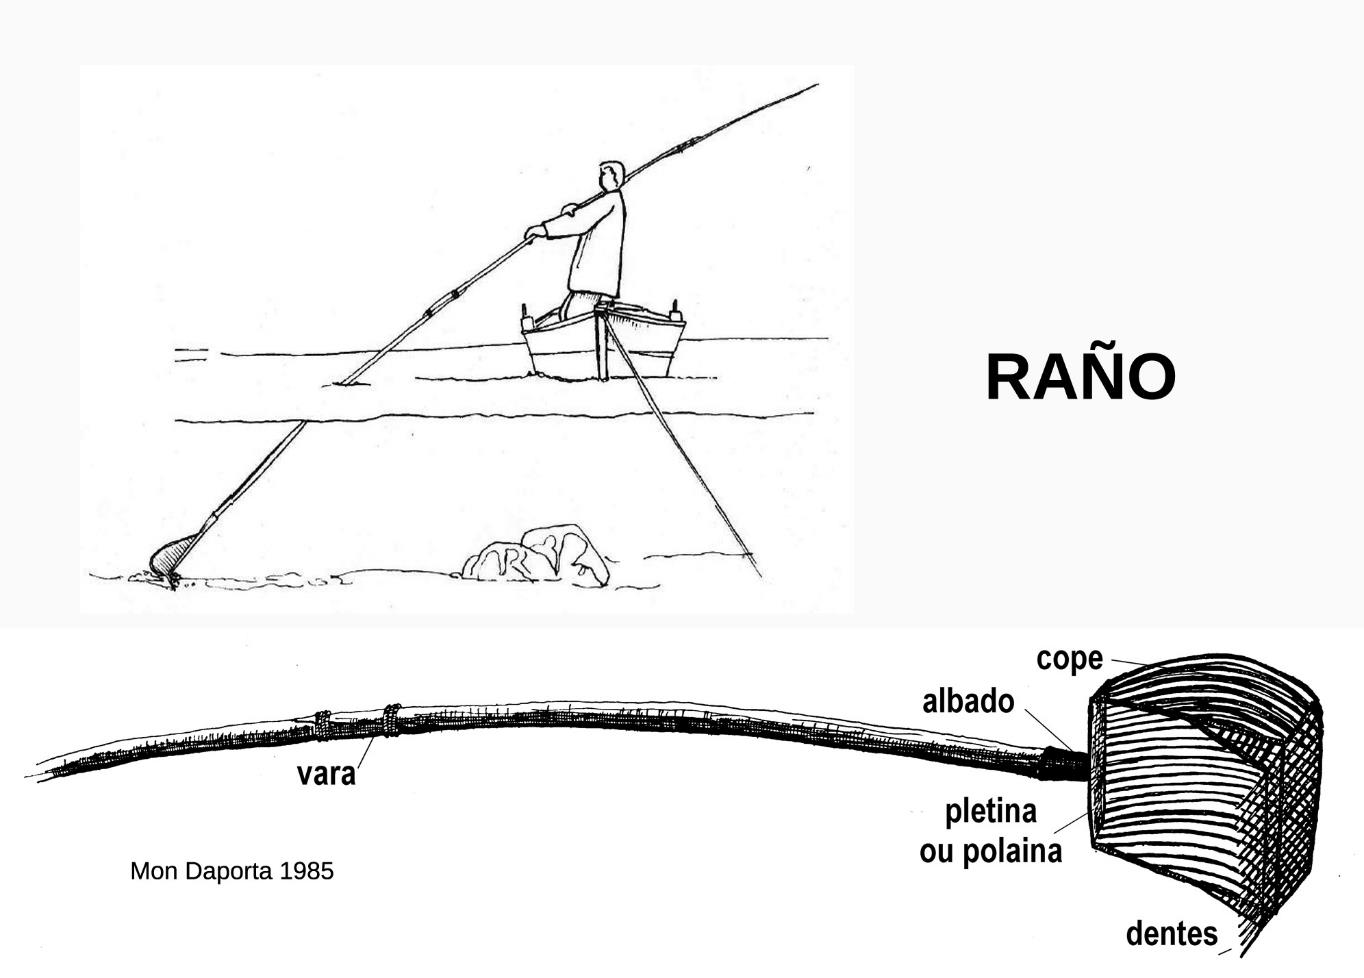 RAÑO
cope
albado
vara
pletina
ou polaina
Mon Daporta 1985
dentes